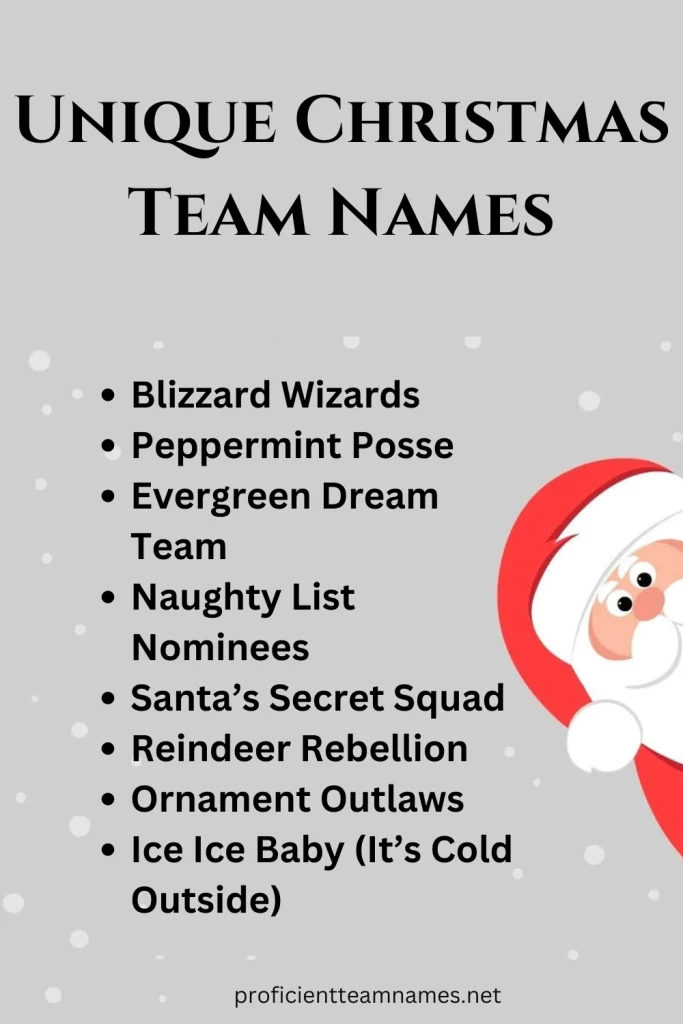 Unique Christmas
Team Names
• Blizzard Wizards
• Peppermint Posse
• Evergreen Dream
Team
• Naughty List
Nominees
• Santa’s Secret Squad
• Reindeer Rebellion
• Ornament Outlaws
• Ice Ice Baby (It’s Cold
Outside)
proficientteamnames.net